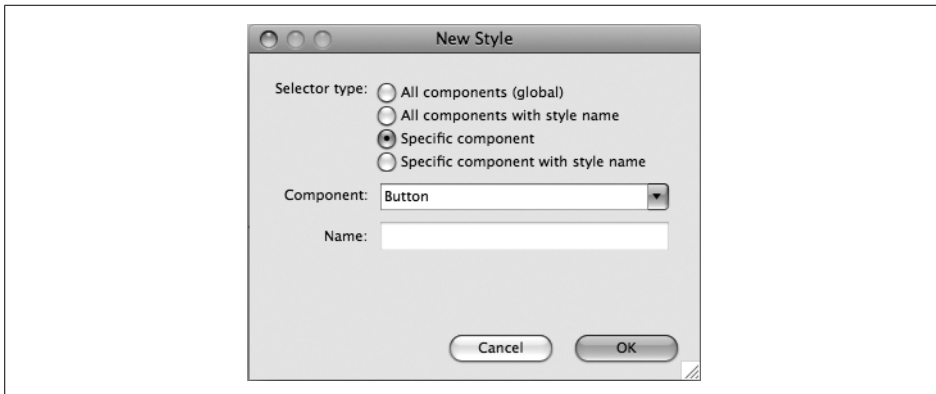 New Style
Selector type:
All components (global)
All components with style name
Specific component
Specific component with style name
Component: Button
Name:
Cancel OK